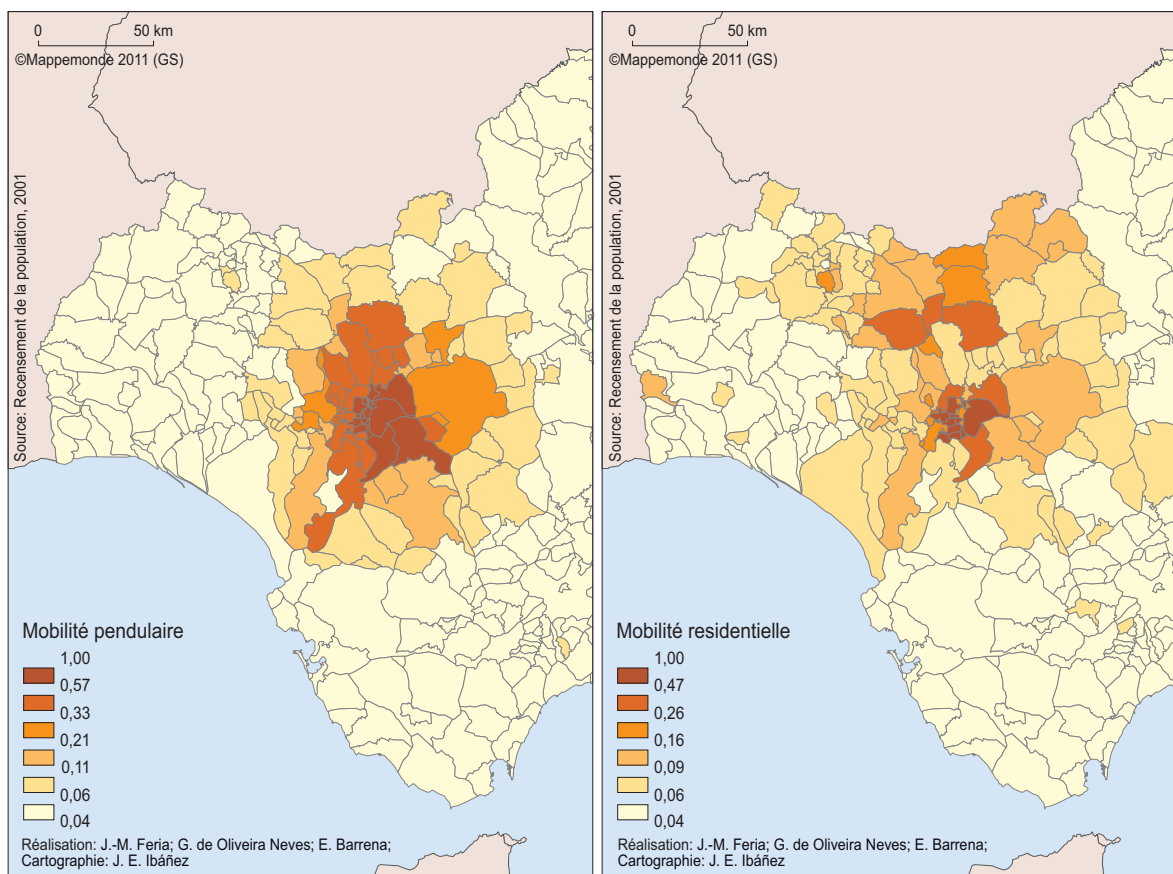 0 50 km
©Mappemonde 2011 (GS)
Source: Recensement de la population, 2001
Mobilité pendulaire
1,00
0,57
0,33
0,21
0,11
0,06
0,04
Réalisation: J.-M. Feria; G. de Oliveira Neves; E. Barrena;
Cartographie: J. E. Ibáñez
0 50 km
©Mappemonde 2011 (GS)
Source: Recensement de la population, 2001
Mobilité residentielle
1,00
0,47
0,26
0,16
0,09
0,06
0,04
Réalisation: J.-M. Feria; G. de Oliveira Neves; E. Barrena;
Cartographie: J. E. Ibáñez